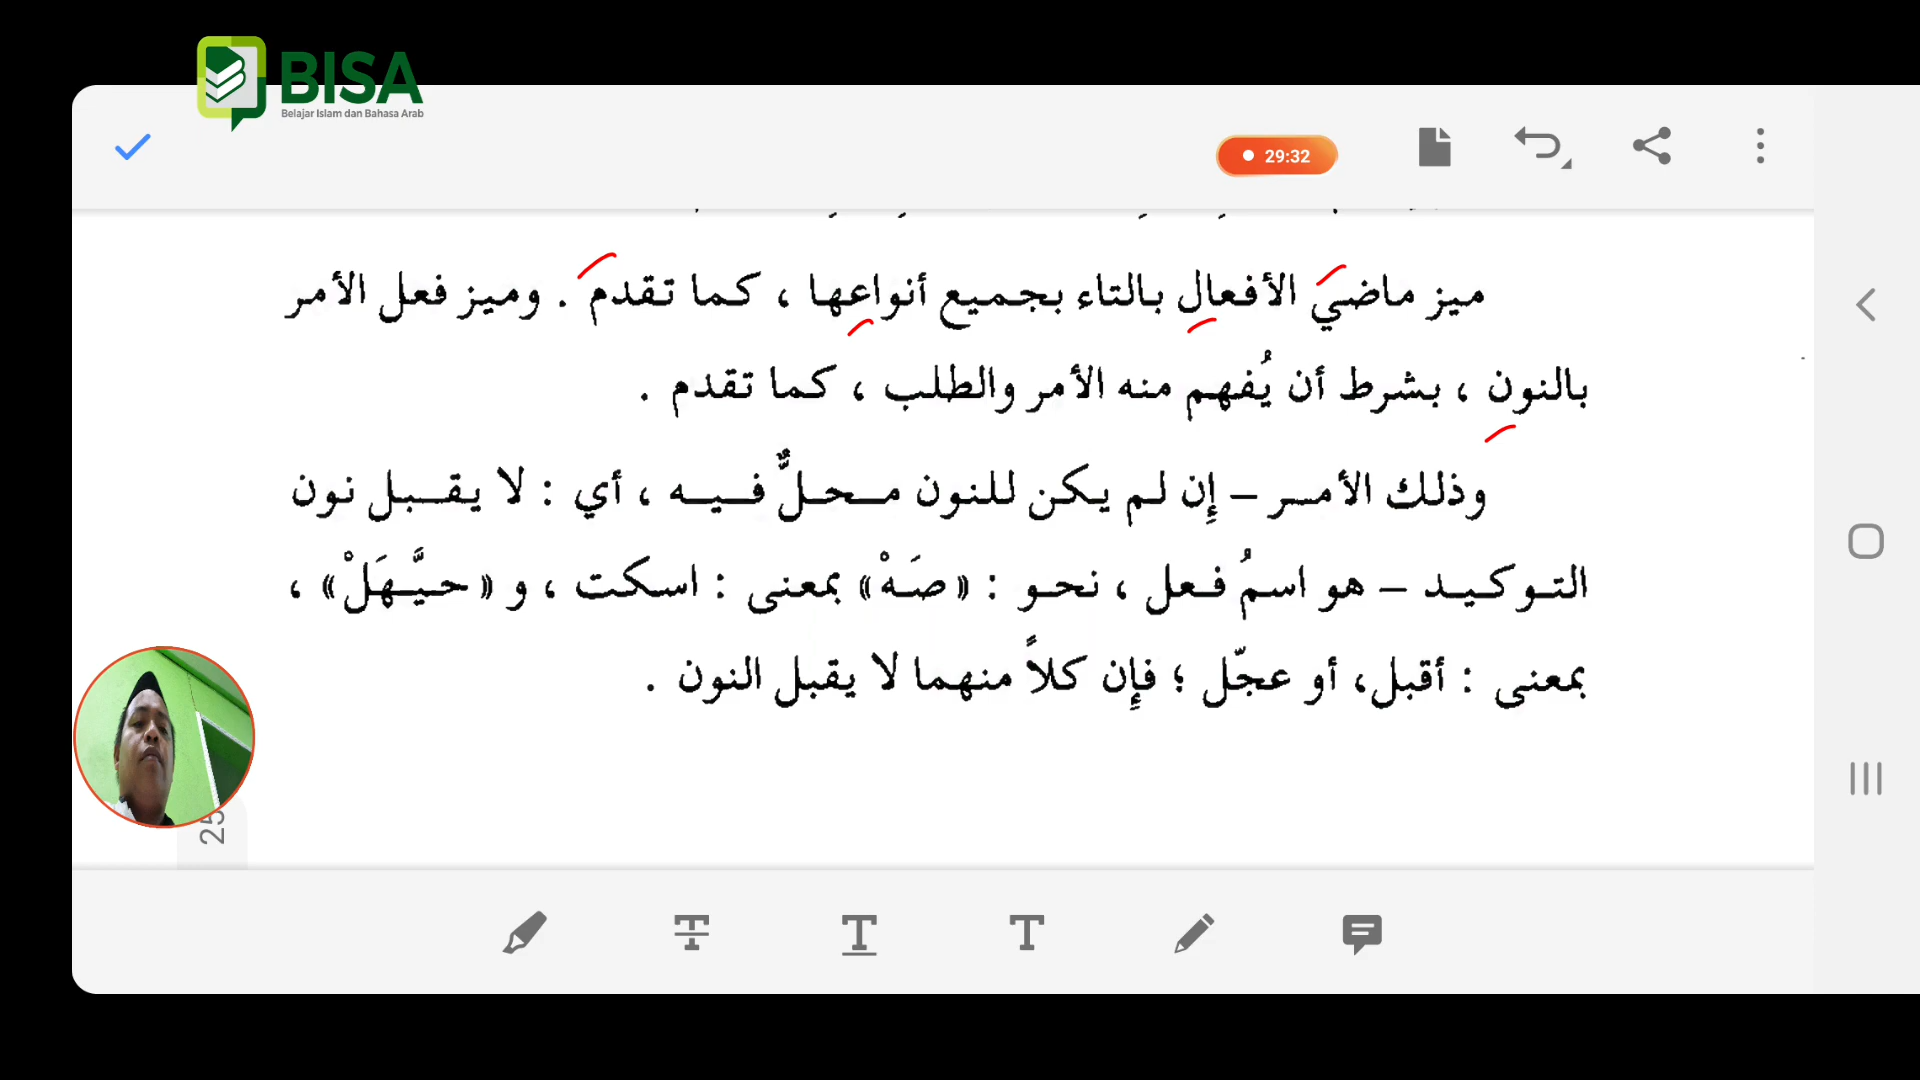 BISA
Belajar Islam dan Bahasa Arab
29:32
ميز ماضي الأفعال بالتاء بجميع أنواعها ، كما تقدم . وميز فعل الأمر
بالنون ، بشرط أن يُفهم منه الأمر والطلب ، كما تقدم .
وذلك الأمر – إِن لم يكن للنون محلٌّ فيه ، أي : لا يقبل نون
التوكيد – هو اسمُ فعل ، نحو : « صَهْ » بمعنى : اسكت ، و « حيَّهَلْ » ،
بمعنى : أقبل، أو عجّل ؛ فإِن كلاً منهما لا يقبل النون .
25